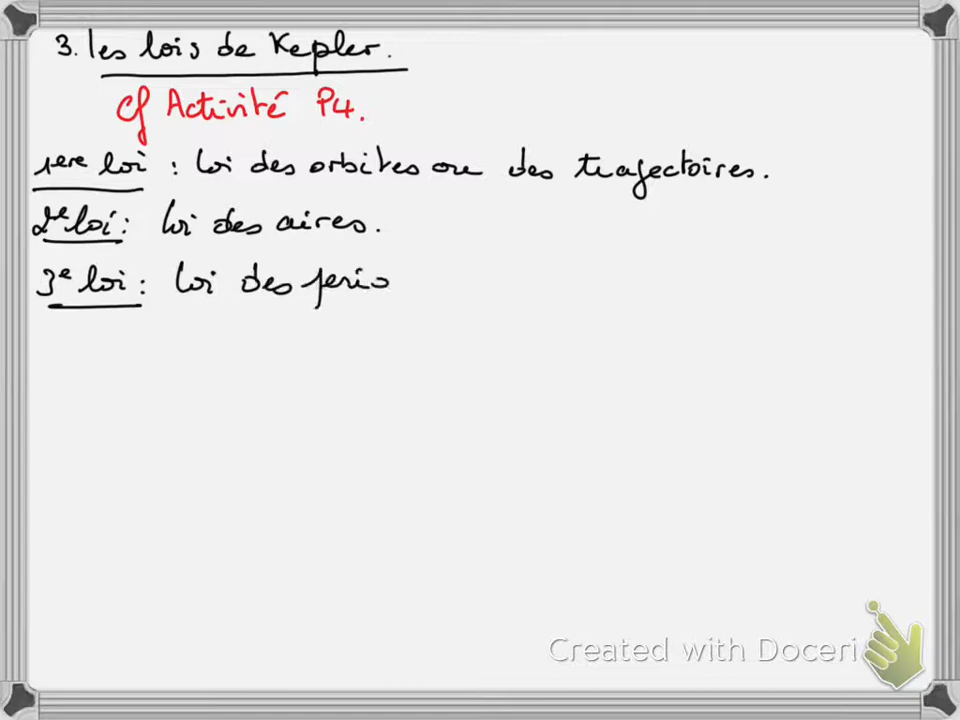 3. les lois de Kepler.
cf Activité P4.
1ere loi : loi des orbites ou des trajectoires.
2e loi : loi des aires.
3e loi : loi des perio
Created with Doceri